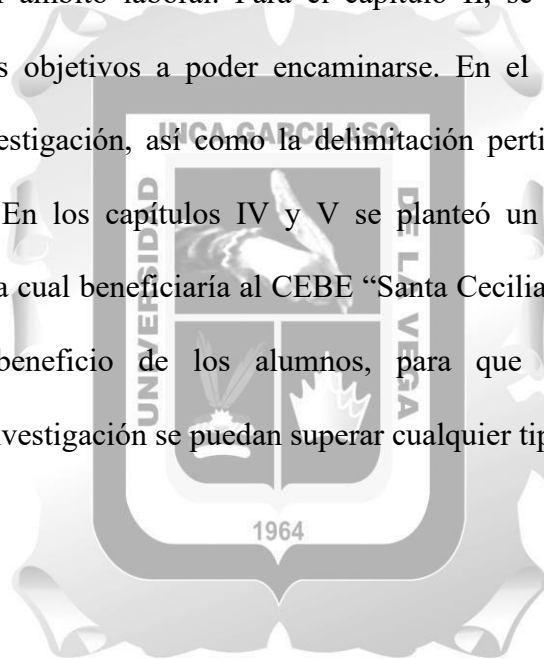 ámbito laboral. Para el capítulo II, se
s objetivos a poder encaminarse. En el
estigación, así como la delimitación perti
En los capítulos IV y V se planteó un
a cual beneficiaría al CEBE “Santa Cecilia
beneficio de los alumnos, para que
nvestigación se puedan superar cualquier tip
UNIVERSIDAD
INCA GARCILASO
DE LA VEGA
1964